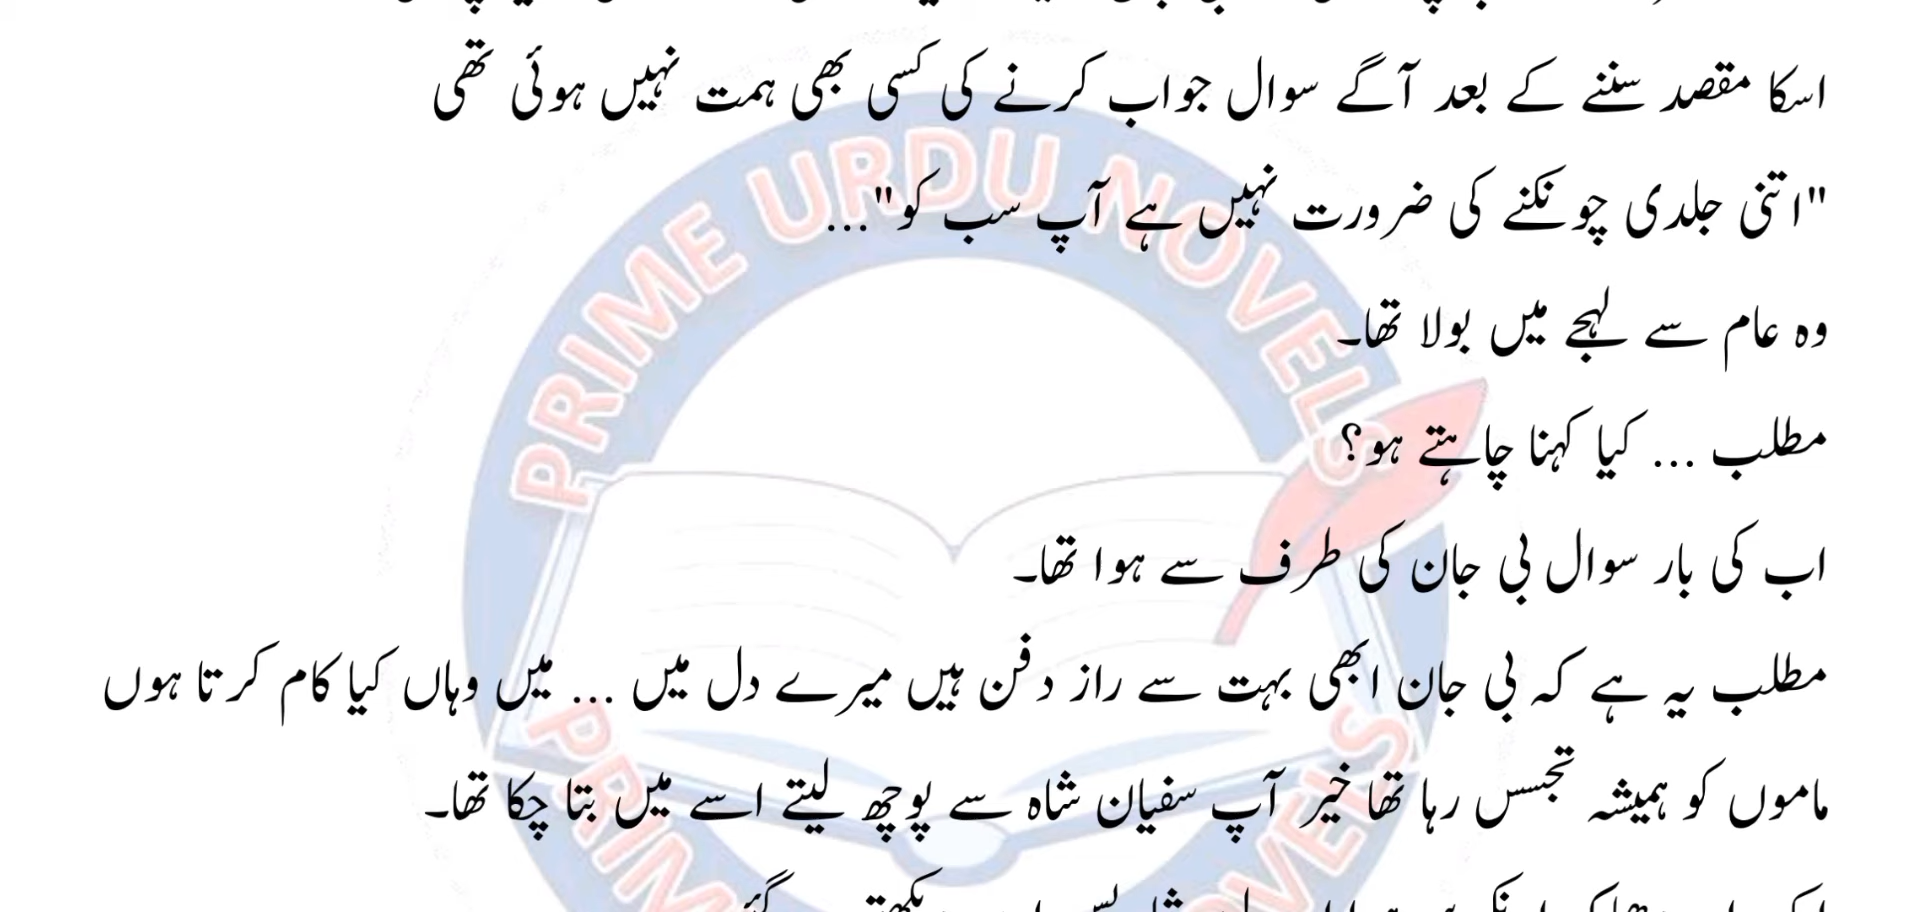 اسکا مقصد سننے کے بعد آگے سوال جواب کرنے کی کسی بھی ہمت نہیں ہوئی تھی
"اتنی جلدی چونکنے کی ضرورت نہیں ہے آپ سب کو"...
وہ عام سے لہجے میں بولا تھا۔
مطلب ... کیا کہنا چاہتے ہو؟
اب کی بار سوال بی جان کی طرف سے ہوا تھا۔
مطلب یہ ہے کہ بی جان ابھی بہت سے راز دفن ہیں میرے دل میں ... میں وہاں کیا کام کرتا ہوں
ماموں کو ہمیشہ تجسس رہا تھا خیر آپ سفیان شاہ سے پوچھ لیتے اسے میں بتا چکا تھا۔
PRIME URDU NOVELS